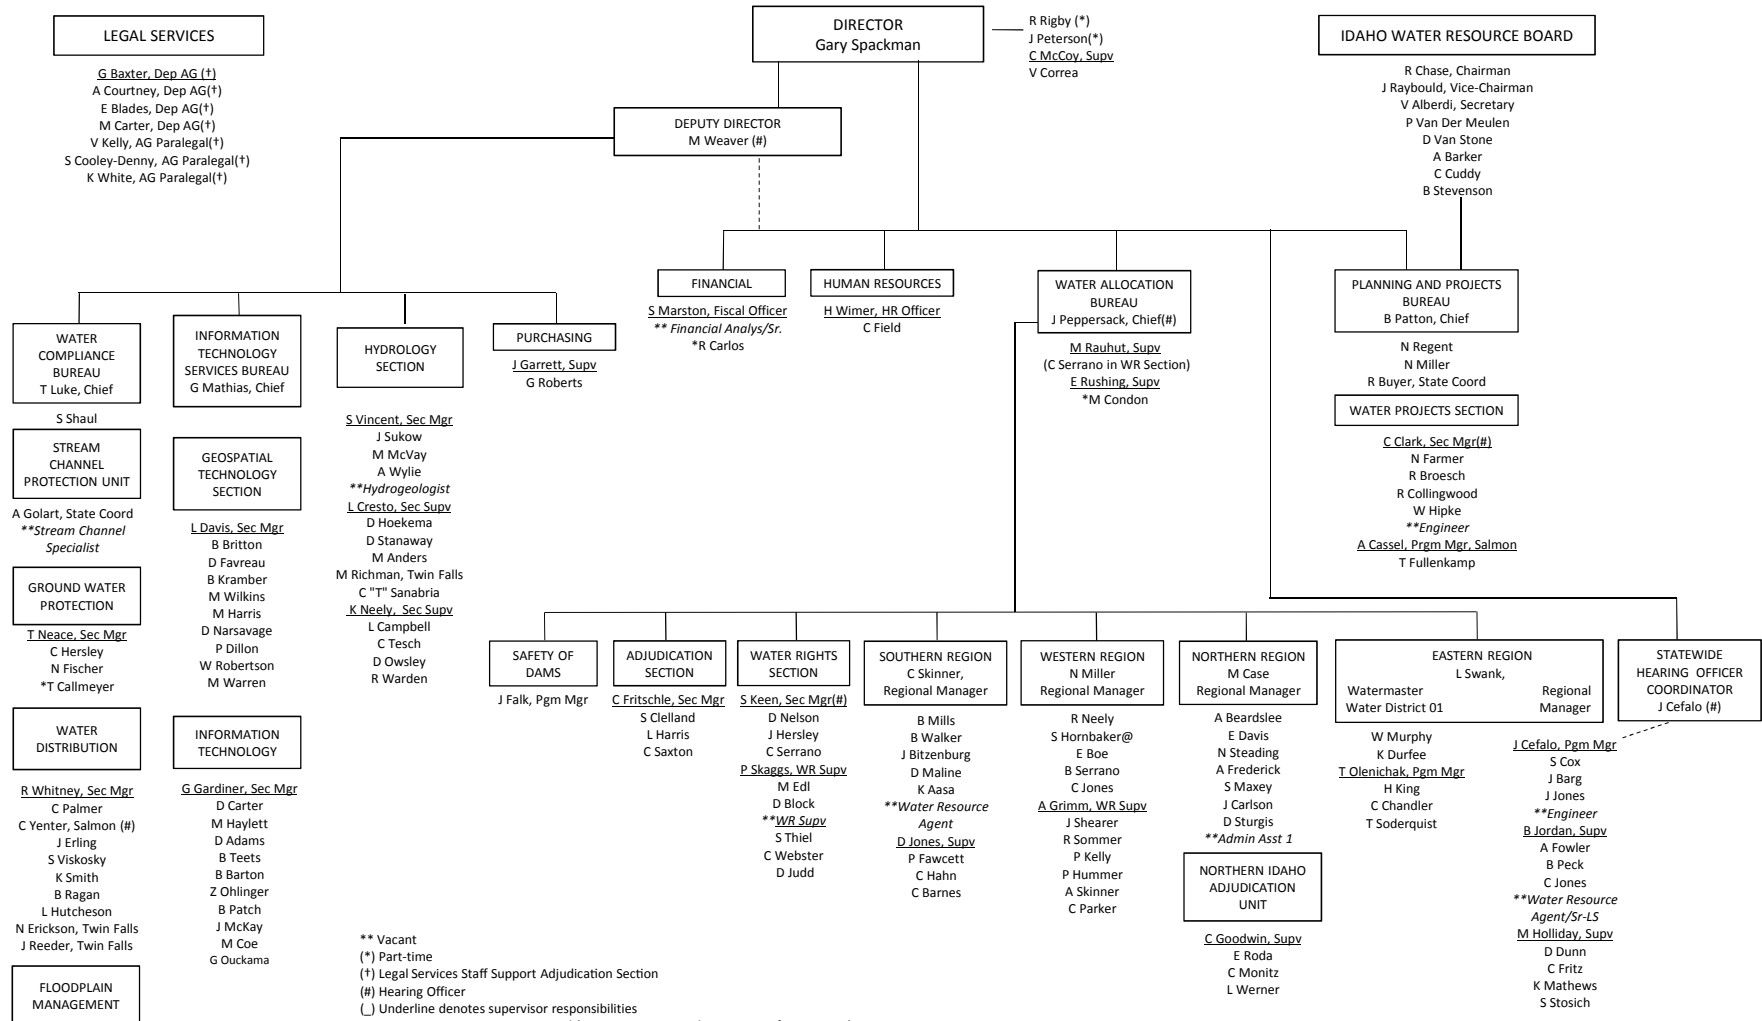 LEGAL SERVICES
G Baxter, Dep AG (†)
A Courtney, Dep AG(†)
E Blades, Dep AG(†)
M Carter, Dep AG(†)
V Kelly, AG Paralegal(†)
S Cooley-Denny, AG Paralegal(†)
K White, AG Paralegal(†)
DIRECTOR
Gary Spackman
R Rigby (*)
J Peterson(*)
C McCoy, Supv
V Correa
IDAHO WATER RESOURCE BOARD
R Chase, Chairman
J Raybould, Vice-Chairman
V Alberdi, Secretary
P Van Der Meulen
D Van Stone
A Barker
C Cuddy
B Stevenson
DEPUTY DIRECTOR
M Weaver (#)
FINANCIAL
S Marston, Fiscal Officer
** Financial Analys/Sr.
*R Carlos
HUMAN RESOURCES
H Wimer, HR Officer
C Field
WATER ALLOCATION
BUREAU
J Peppersack, Chief(#)
M Rauhut, Supv
(C Serrano in WR Section)
E Rushing, Supv
*M Condon
PLANNING AND PROJECTS
BUREAU
B Patton, Chief
N Regent
N Miller
R Buyer, State Coord
WATER PROJECTS SECTION
C Clark, Sec Mgr(#)
N Farmer
R Broesch
R Collingwood
W Hipke
**Engineer
A Cassel, Prgm Mgr, Salmon
T Fullenkamp
WATER
COMPLIANCE
BUREAU
T Luke, Chief
S Shaul
STREAM
CHANNEL
PROTECTION UNIT
A Golart, State Coord
**Stream Channel
Specialist
GROUND WATER
PROTECTION
T Neace, Sec Mgr
C Hersley
N Fischer
*T Callmeyer
WATER
DISTRIBUTION
R Whitney, Sec Mgr
C Palmer
C Yenter, Salmon (#)
J Erling
S Viskosky
K Smith
B Ragan
L Hutcheson
N Erickson, Twin Falls
J Reeder, Twin Falls
FLOODPLAIN
MANAGEMENT
INFORMATION
TECHNOLOGY
SERVICES BUREAU
G Mathias, Chief
GEOSPATIAL
TECHNOLOGY
SECTION
L Davis, Sec Mgr
B Britton
D Favreau
B Kramber
M Wilkins
M Harris
D Narsavage
P Dillon
W Robertson
M Warren
INFORMATION
TECHNOLOGY
G Gardiner, Sec Mgr
D Carter
M Haylett
D Adams
B Teets
B Barton
Z Ohlinger
B Patch
J McKay
M Coe
G Ouckama
HYDROLOGY
SECTION
S Vincent, Sec Mgr
J Sukow
M McVay
A Wylie
**Hydrogeologist
L Cresto, Sec Supv
D Hoekema
D Stanaway
M Anders
M Richman, Twin Falls
C "T" Sanabria
K Neely, Sec Supv
L Campbell
C Tesch
D Owsley
R Warden
PURCHASING
J Garrett, Supv
G Roberts
SAFETY OF
DAMS
J Falk, Pgm Mgr
ADJUDICATION
SECTION
C Fritschle, Sec Mgr
S Clelland
L Harris
C Saxton
WATER RIGHTS
SECTION
S Keen, Sec Mgr(#)
D Nelson
J Hersley
C Serrano
P Skaggs, WR Supv
M Edl
D Block
**WR Supv
S Thiel
C Webster
D Judd
SOUTHERN REGION
C Skinner,
Regional Manager
B Mills
B Walker
J Bitzenburg
D Maline
K Aasa
**Water Resource
Agent
D Jones, Supv
P Fawcett
C Hahn
C Barnes
WESTERN REGION
N Miller
Regional Manager
R Neely
S Hornbaker@
E Boe
B Serrano
C Jones
A Grimm, WR Supv
J Shearer
R Sommer
P Kelly
P Hummer
A Skinner
C Parker
NORTHERN REGION
M Case
Regional Manager
A Beardslee
E Davis
N Steading
A Frederick
S Maxey
J Carlson
D Sturgis
**Admin Asst 1
NORTHERN IDAHO
ADJUDICATION
UNIT
C Goodwin, Supv
E Roda
C Monitz
L Werner
EASTERN REGION
L Swank,
Watermaster Regional
Water District 01 Manager
W Murphy
K Durfee
T Olenichak, Pgm Mgr
H King
C Chandler
T Soderquist
J Cefalo, Pgm Mgr
S Cox
J Barg
J Jones
**Engineer
B Jordan, Supv
A Fowler
B Peck
C Jones
**Water Resource
Agent/Sr-LS
M Holliday, Supv
D Dunn
C Fritz
K Mathews
S Stosich
STATEWIDE
HEARING OFFICER
COORDINATOR
J Cefalo (#)
** Vacant
(*) Part-time
(†) Legal Services Staff Support Adjudication Section
(#) Hearing Officer
(_) Underline denotes supervisor responsibilities